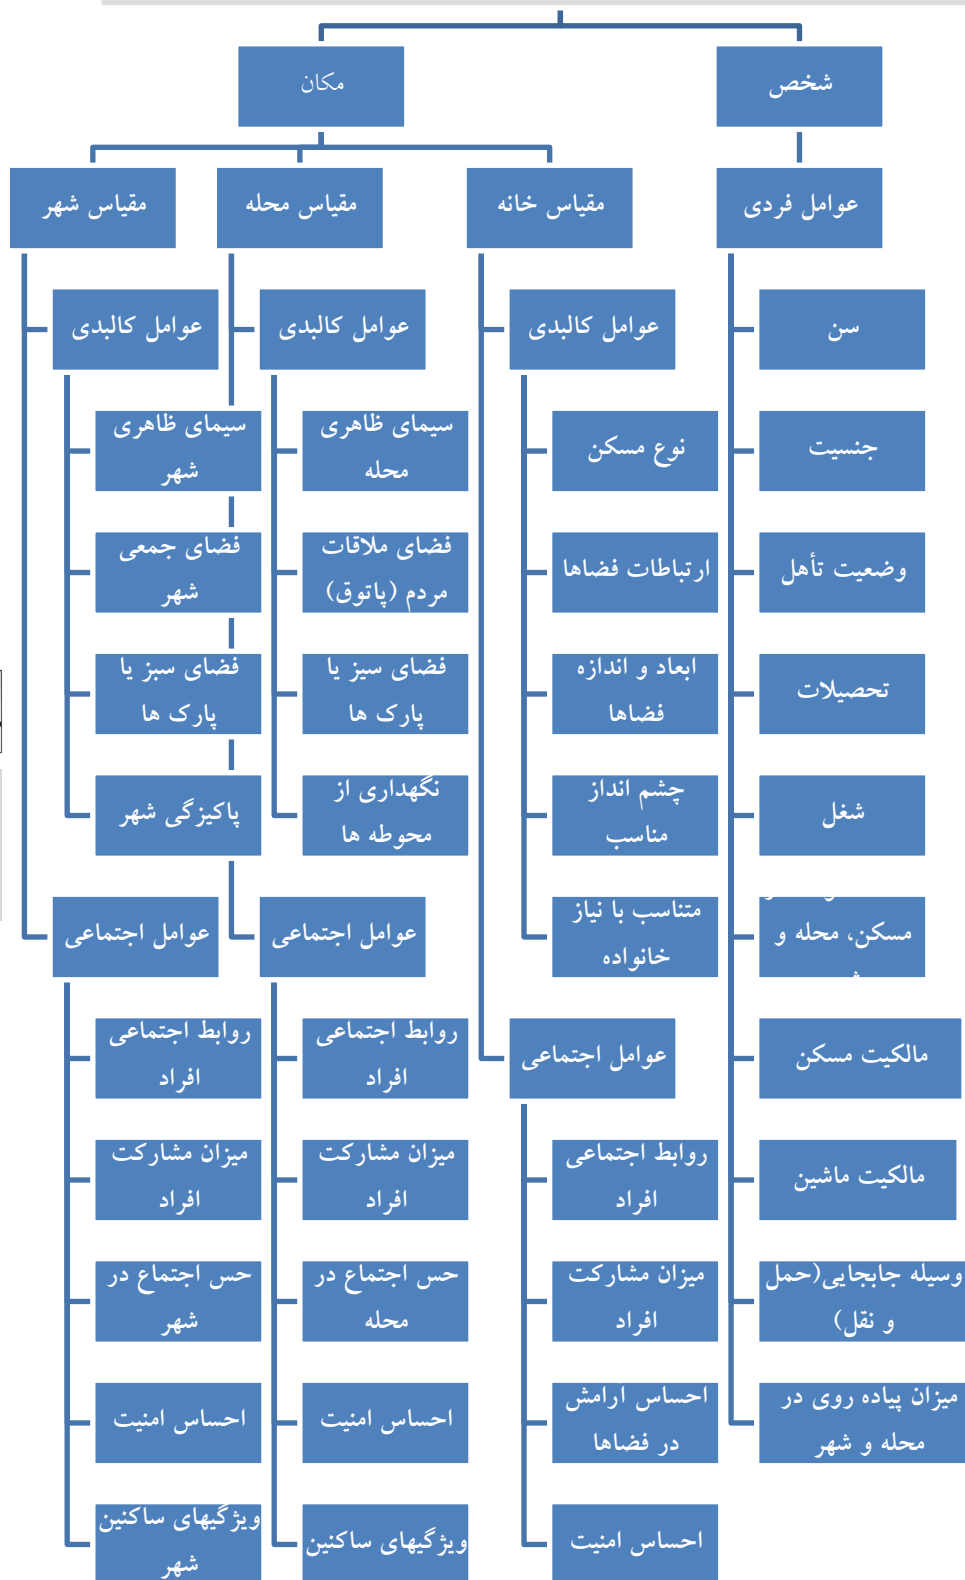 شخص
مکان
عوامل فردی
مقیاس خانه
مقیاس محله
مقیاس شهر
سن
جنسیت
وضعیت تأهل
تحصیلات
شغل
مسکن، محله و
مالکیت مسکن
مالکیت ماشین
وسیله جابجایی(حمل
و نقل)
میزان پیاده روی در
محله و شهر
عوامل کالبدی
نوع مسکن
ارتباطات فضاها
ابعاد و اندازه
فضاها
چشم انداز
مناسب
متناسب با نیاز
خانواده
عوامل اجتماعی
روابط اجتماعی
افراد
میزان مشارکت
افراد
احساس آرامش
در فضاها
احساس امنیت
عوامل کالبدی
سیمای ظاهری
محله
فضای ملاقات
مردم (پاتوق)
فضای سیز یا
پارک ها
نگهداری از
محوطه ها
عوامل اجتماعی
روابط اجتماعی
افراد
میزان مشارکت
افراد
حس اجتماع در
محله
احساس امنیت
ویژگیهای ساکنین
عوامل کالبدی
سیمای ظاهری
شهر
فضای جمعی
شهر
فضای سبز یا
پارک ها
پاکیزگی شهر
عوامل اجتماعی
روابط اجتماعی
افراد
میزان مشارکت
افراد
حس اجتماع در
شهر
احساس امنیت
ویژگیهای ساکنین
شهر